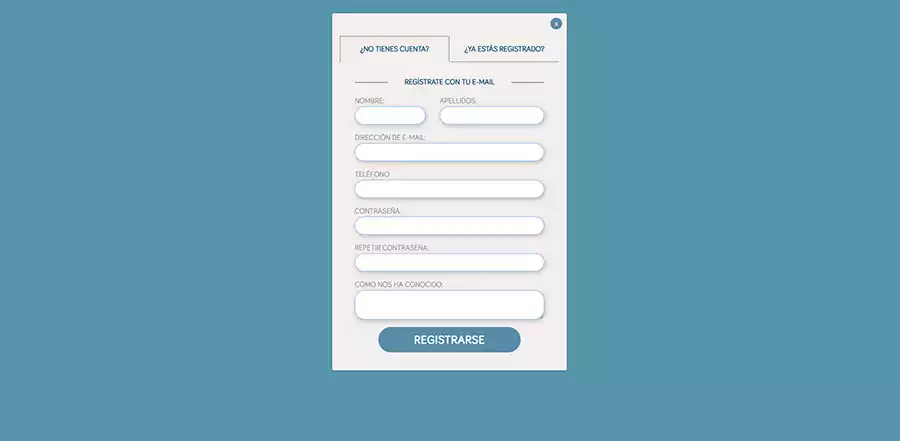 x
¿NO TIENES CUENTA? ¿YA ESTÁS REGISTRADO?
REGÍSTRATE CON TU E-MAIL
NOMBRE: APELLIDOS:
DIRECCIÓN DE E-MAIL:
TELÉFONO:
CONTRASEÑA:
REPETIR CONTRASEÑA:
CÓMO NOS HA CONOCIDO:
REGISTRARSE